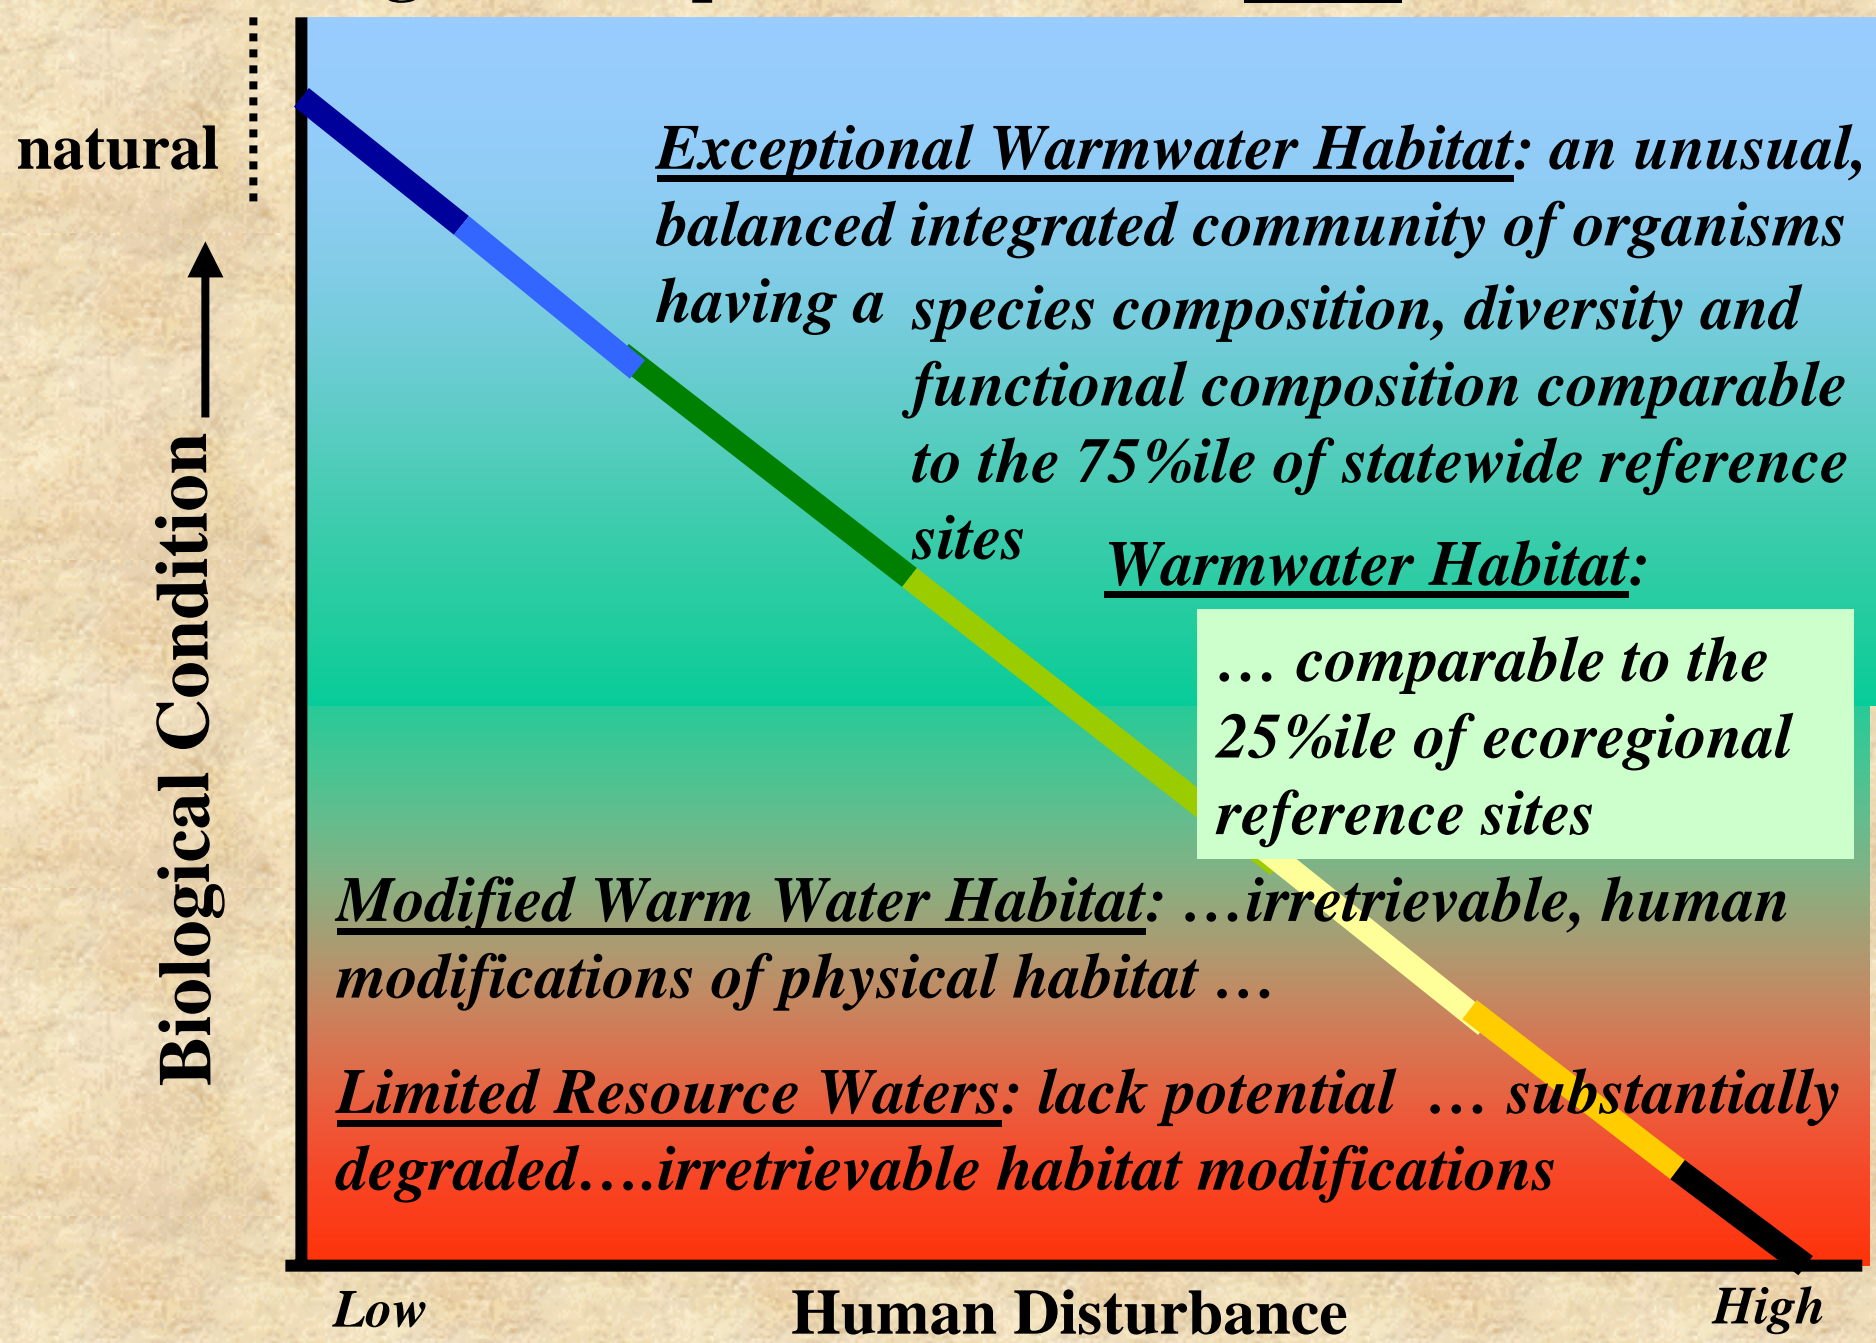 natural
Exceptional Warmwater Habitat: an unusual,
balanced integrated community of organisms
having a species composition, diversity and
functional composition comparable
to the 75%ile of statewide reference
sites
Warmwater Habitat:
… comparable to the
25%ile of ecoregional
reference sites
Biological Condition
Modified Warm Water Habitat: …irretrievable, human
modifications of physical habitat …
Limited Resource Waters: lack potential … substantially
degraded….irretrievable habitat modifications
Low
Human Disturbance
High